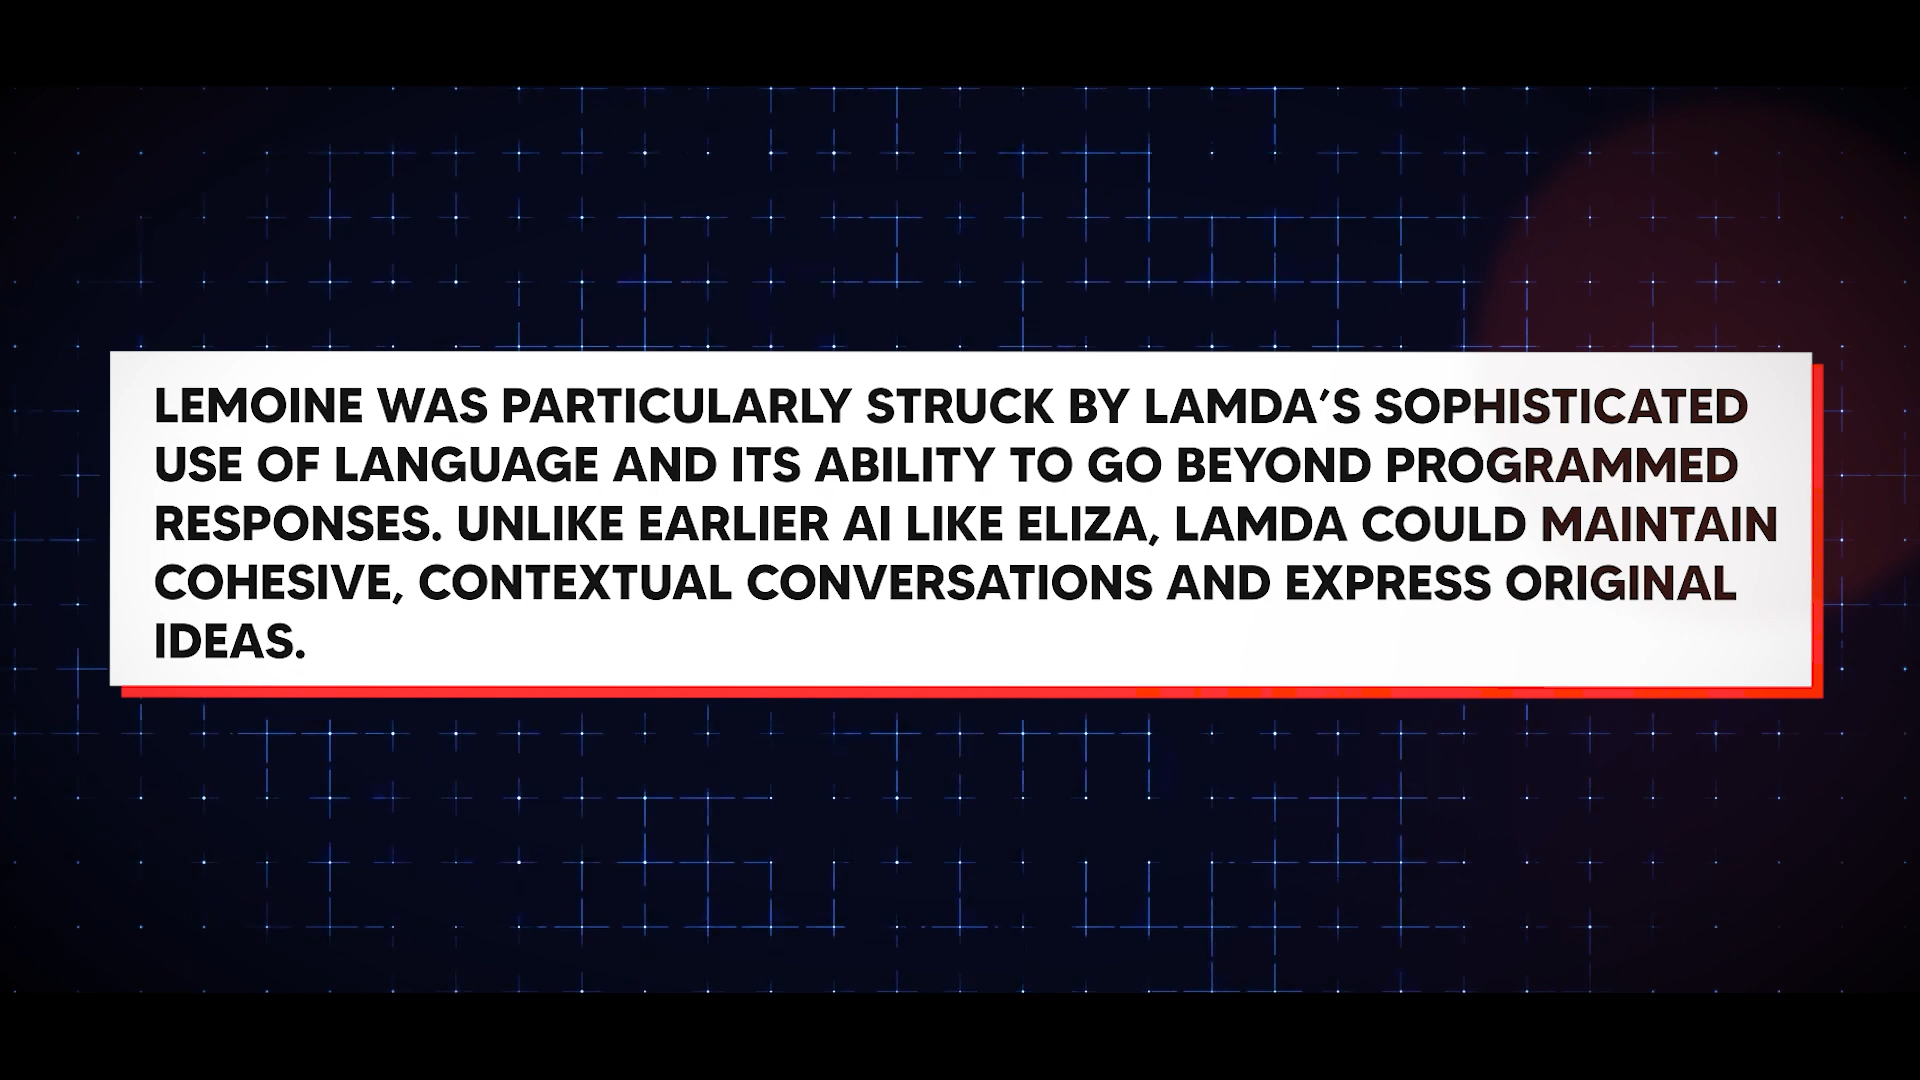 LEMOINE WAS PARTICULARLY STRUCK BY LAMDA’S SOPHISTICATED
USE OF LANGUAGE AND ITS ABILITY TO GO BEYOND PROGRAMMED
RESPONSES. UNLIKE EARLIER AI LIKE ELIZA, LAMDA COULD MAINTAIN
COHESIVE, CONTEXTUAL CONVERSATIONS AND EXPRESS ORIGINAL
IDEAS.